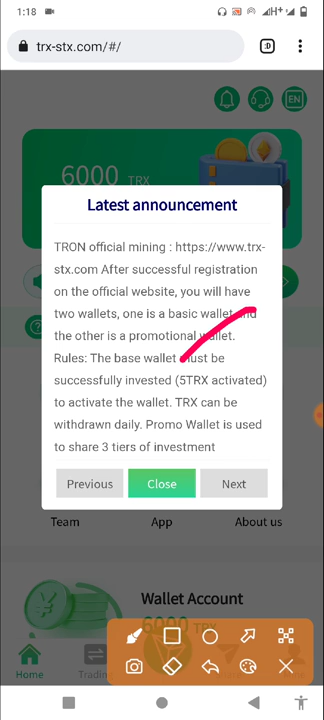 1:18
4H+
trx-stx.com/#/
:D
EN
6000 TRX
Latest announcement
TRON official mining : https://www.trx-
stx.com After successful registration
on the official website, you will have
two wallets, one is a basic wallet and
the other is a promotional wallet.
Rules: The base wallet must be
successfully invested (5TRX activated)
to activate the wallet. TRX can be
withdrawn daily. Promo Wallet is used
to share 3 tiers of investment
Previous
Close
Next
Team
App
About us
Wallet Account
6000 TRX
Home
Trading